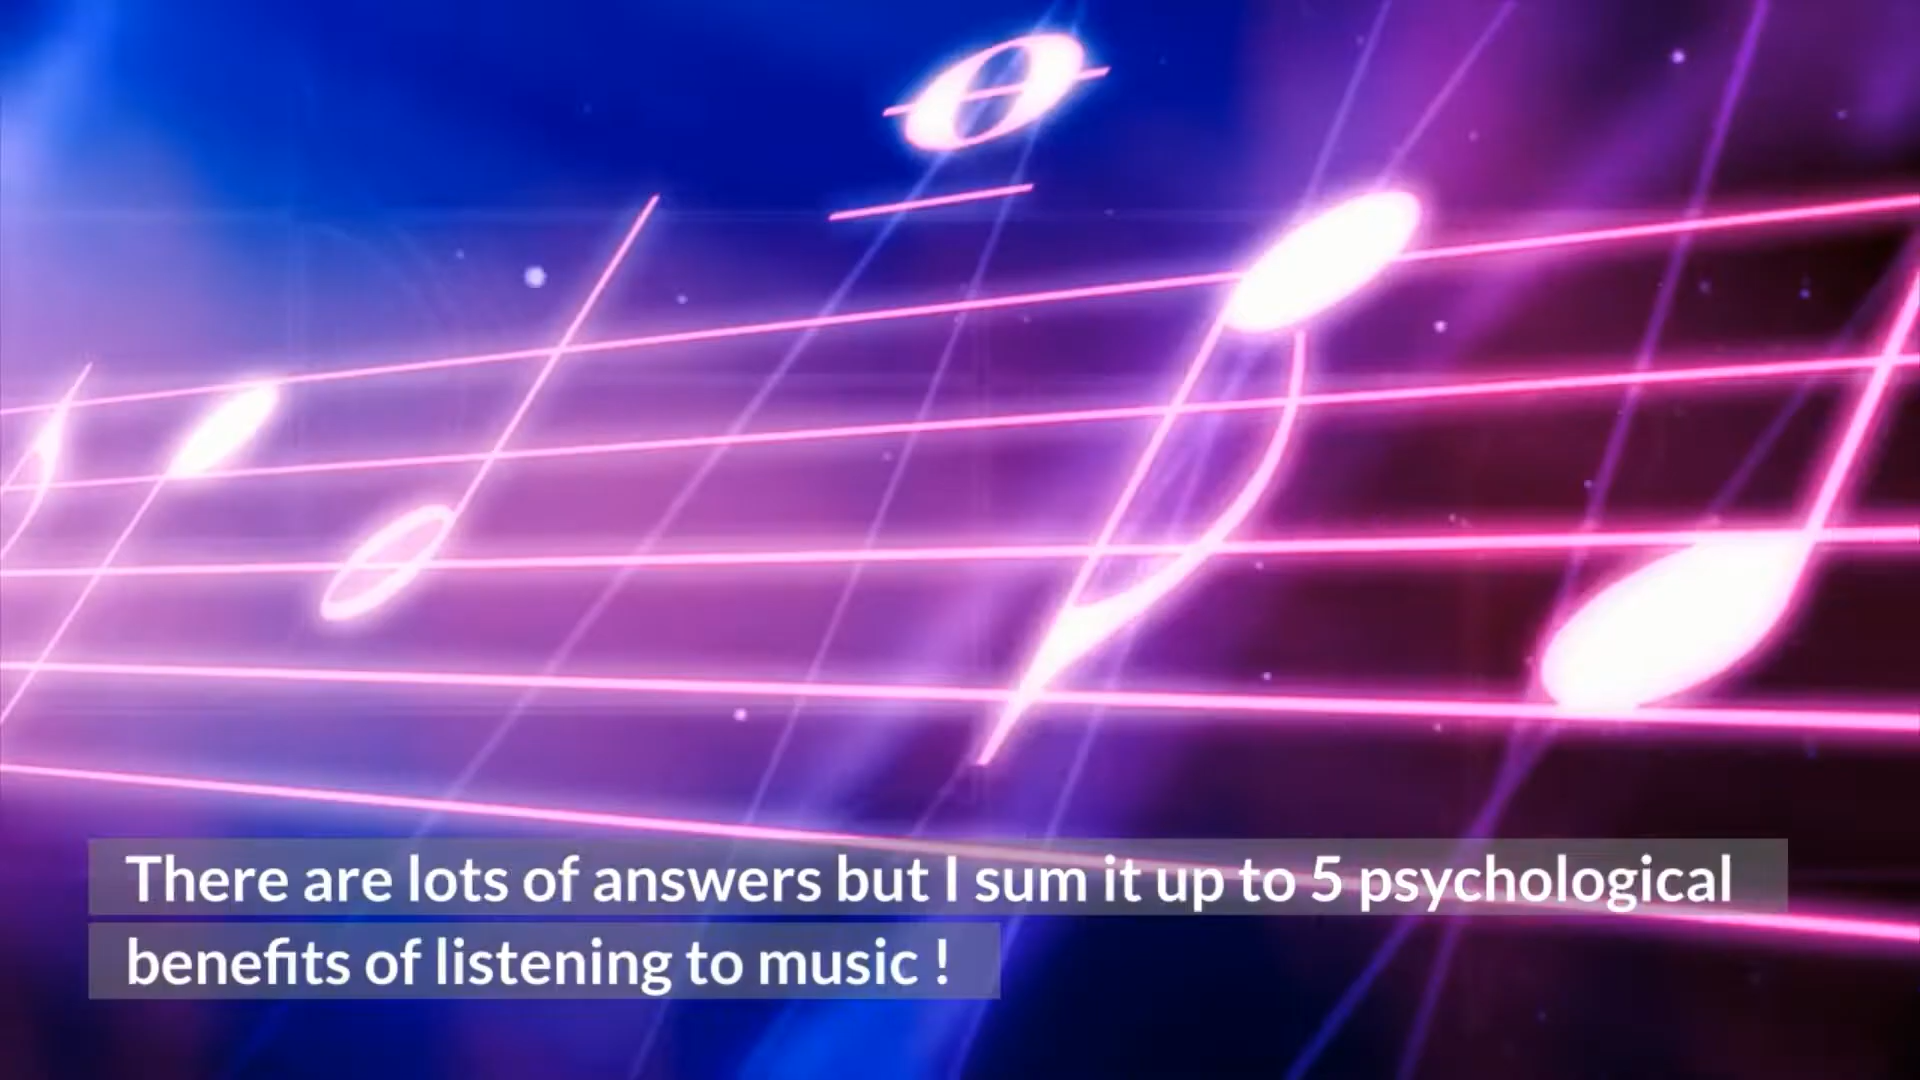 There are lots of answers but I sum it up to 5 psychological
benefits of listening to music !